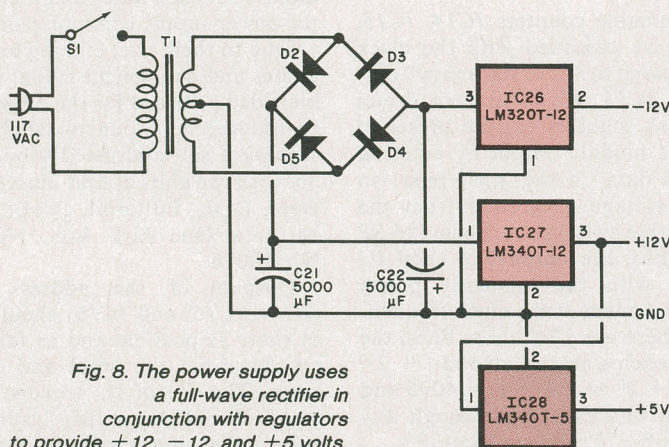 S1
T1
117
VAC
D2
D3
D5
D4
3
IC26
LM320T-12
2
-12V
1
1
IC27
LM340T-12
3
+12V
2
+
C21
5000
µF
C22
5000
µF
+
GND
2
1
IC28
LM340T-5
3
+5V
Fig. 8. The power supply uses
a full-wave rectifier in
conjunction with regulators
to provide +12, −12, and +5 volts.